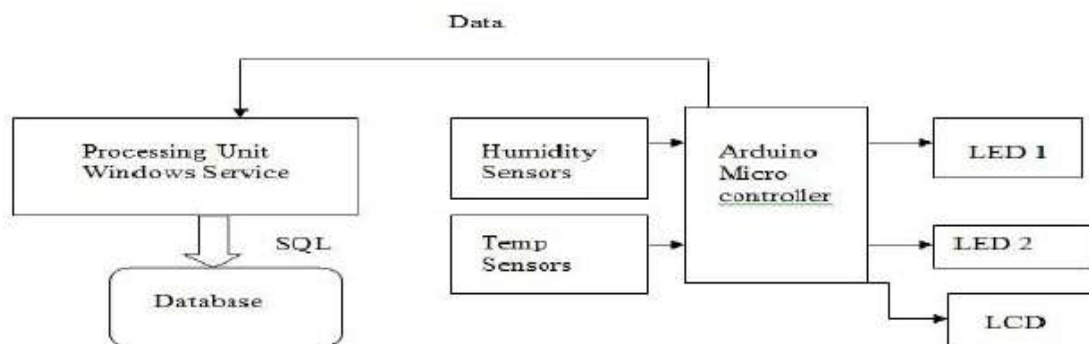 Data
Processing Unit
Windows Service
Humidity
Sensors
Arduino
Micro
controller
LED 1
SQL
Temp
Sensors
LED 2
Database
LCD